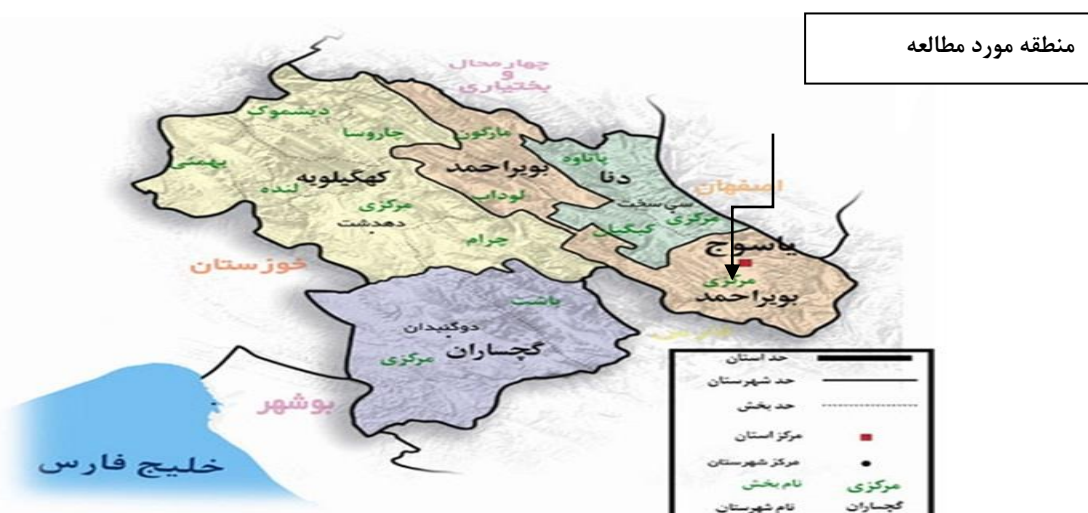 منطقه مورد مطالعه
چهارمحال
و
بختیاری
دیشموک
چاروسا
مارگون
بهمئی
بویراحمد
پاتاوه
دنا
کهگیلویه
لنده
لوداب
سی سخت
اصفهان
مرکزی
دهدشت
مرکزی
کبگیان
چرام
یاسوج
خوزستان
مرکزی
بویراحمد
باشت
دوگنبدان
گچساران
مرکزی
بوشهر
خلیج فارس
حد استان
حد شهرستان
حد بخش
مرکز استان
مرکز شهرستان
نام بخش مرکزی
نام شهرستان گچساران